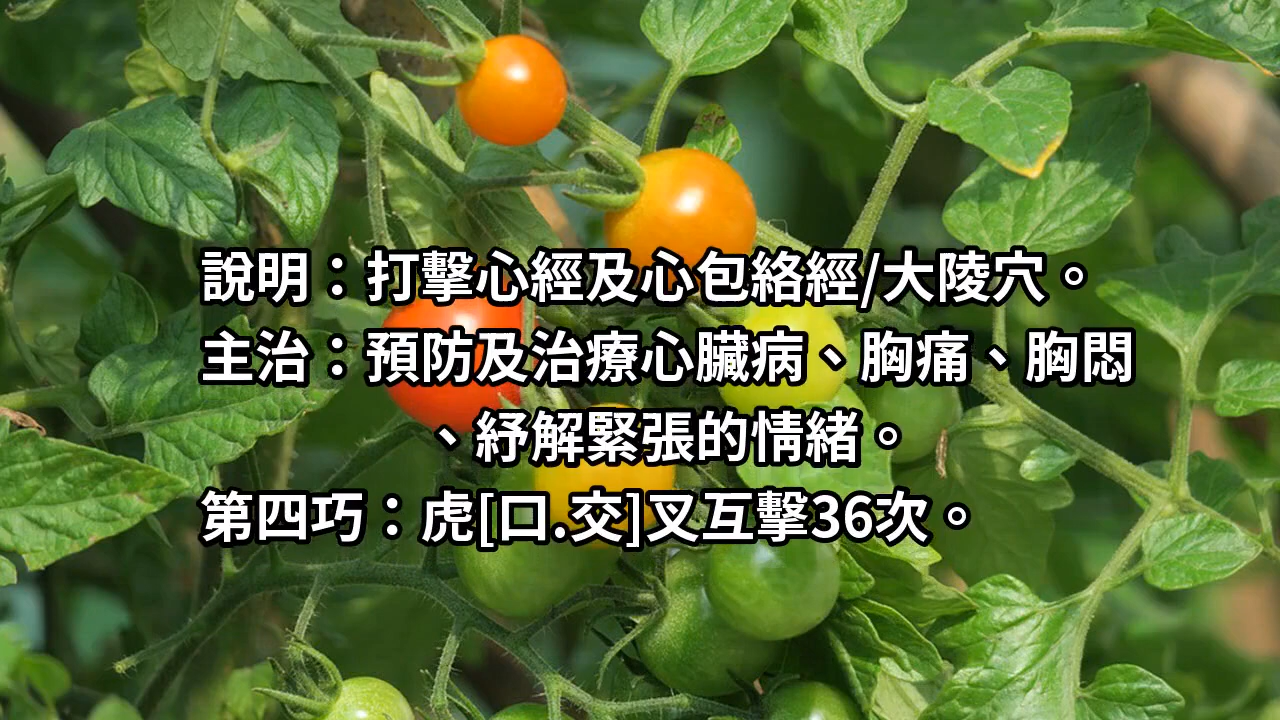 說明：打擊心經及心包絡經/大陵穴。
主治：預防及治療心臟病、胸痛、胸悶
、紓解緊張的情緒。
第四巧：虎[口.交]叉互擊36次。